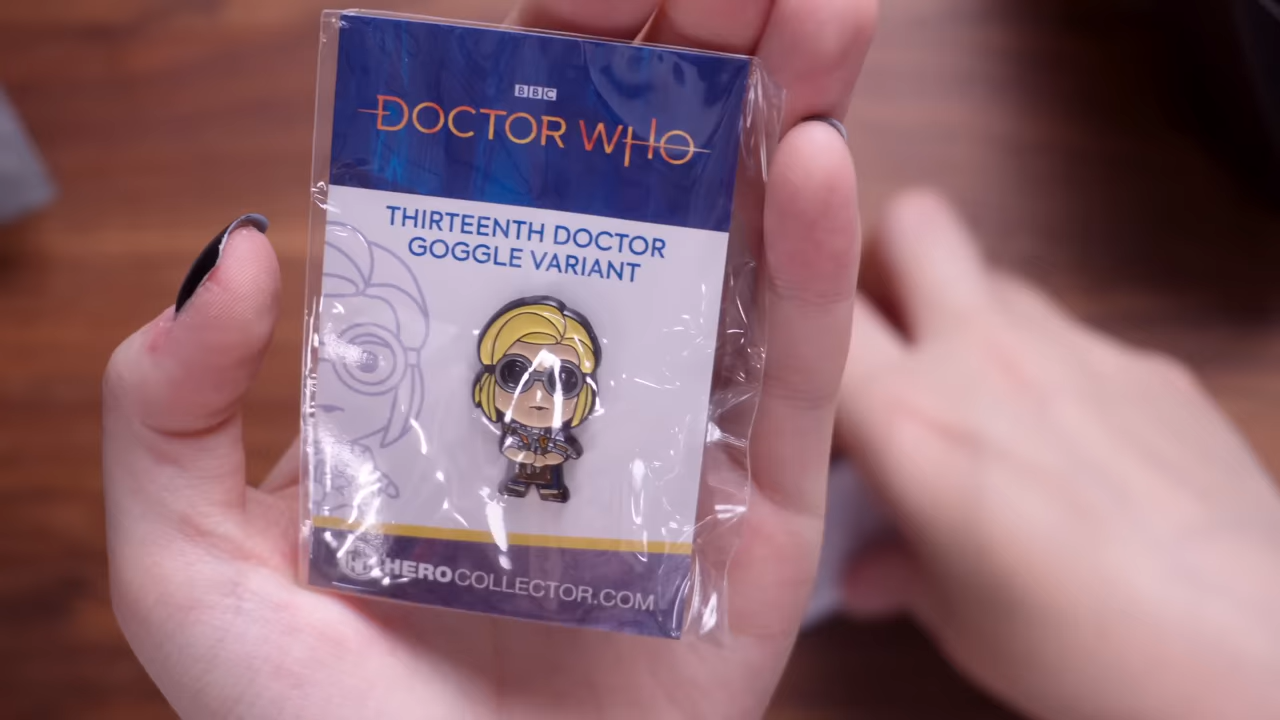 BBC
DOCTOR WHO
THIRTEENTH DOCTOR
GOGGLE VARIANT
HEROCOLLECTOR.COM